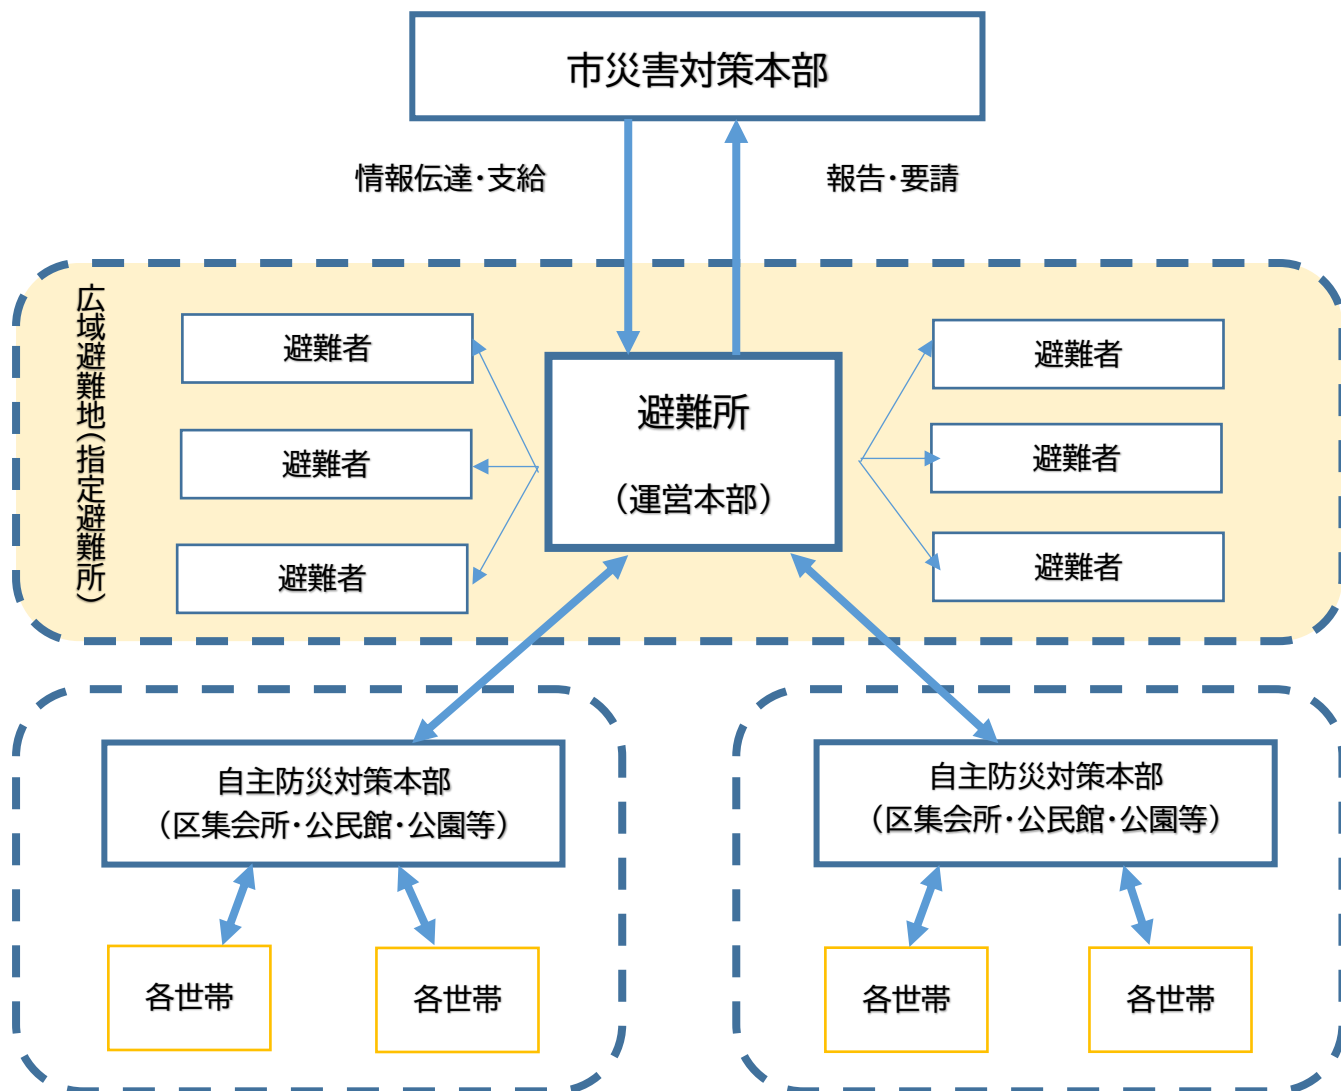 市災害対策本部
情報伝達・支給
報告・要請
広域避難地（指定避難所）
避難者
避難者
避難者
避難所
（運営本部）
避難者
避難者
避難者
自主防災対策本部
（区集会所・公民館・公園等）
各世帯
各世帯
自主防災対策本部
（区集会所・公民館・公園等）
各世帯
各世帯